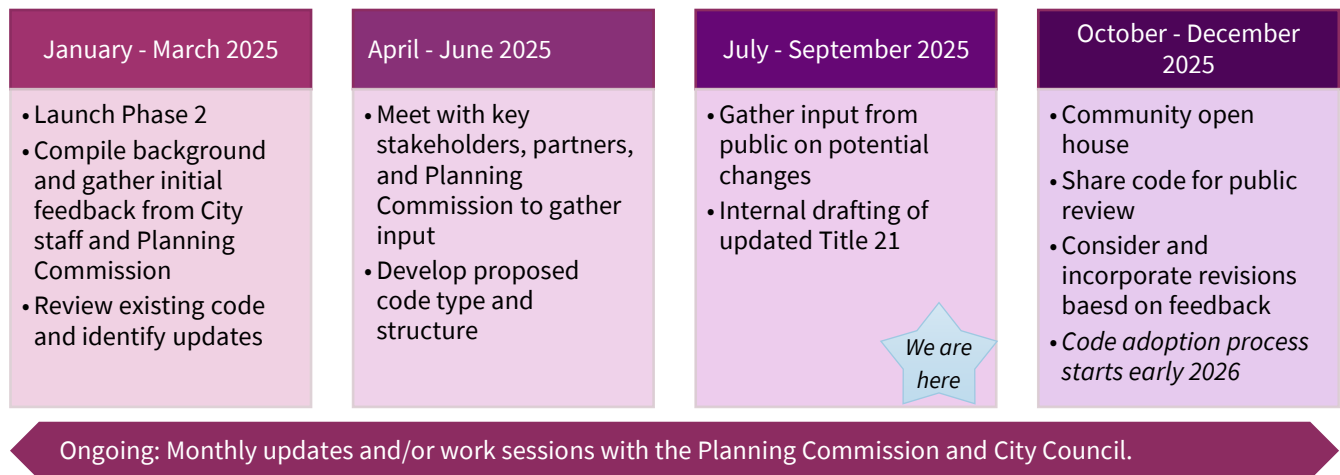 January - March 2025
• Launch Phase 2
• Compile background
and gather initial
feedback from City
staff and Planning
Commission
• Review existing code
and identify updates
April - June 2025
• Meet with key
stakeholders, partners,
and Planning
Commission to gather
input
• Develop proposed
code type and
structure
July - September 2025
• Gather input from
public on potential
changes
• Internal drafting of
updated Title 21
We are
here
October - December
2025
• Community open
house
• Share code for public
review
• Consider and
incorporate revisions
baesd on feedback
• Code adoption process
starts early 2026
Ongoing: Monthly updates and/or work sessions with the Planning Commission and City Council.